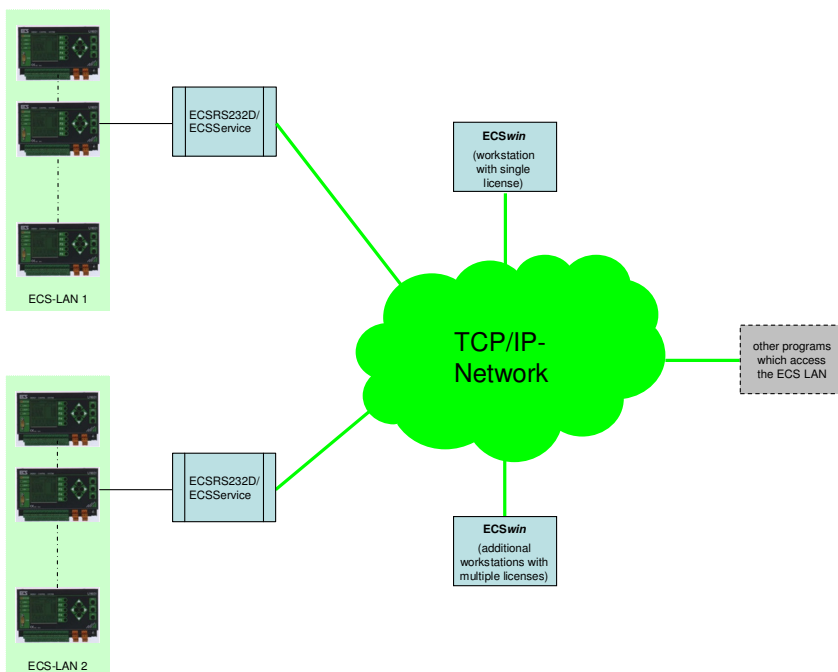 ECSRS232D/
ECSService
ECS-LAN 1
ECSwin
(workstation
with single
license)
TCP/IP-
Network
other programs
which access
the ECS LAN
ECSRS232D/
ECSService
ECSwin
(additional
workstations with
multiple licenses)
ECS-LAN 2